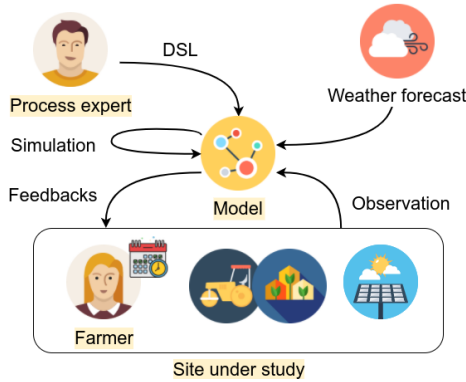 DSL
Process expert
Weather forecast
Simulation
Feedbacks
Model
Observation
Farmer
Site under study